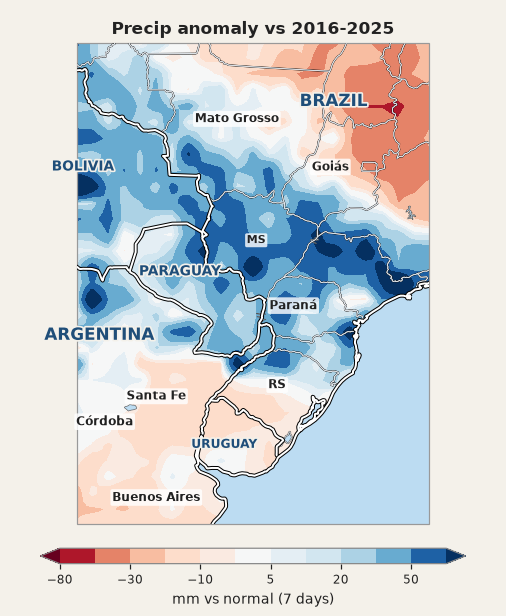 Precip anomaly vs 2016-2025
BRAZIL
Mato Grosso
BOLIVIA
Goiás
MS
PARAGUAY
Paraná
ARGENTINA
RS
Santa Fe
Córdoba
URUGUAY
Buenos Aires
−80 −30 −10 5 20 50
mm vs normal (7 days)